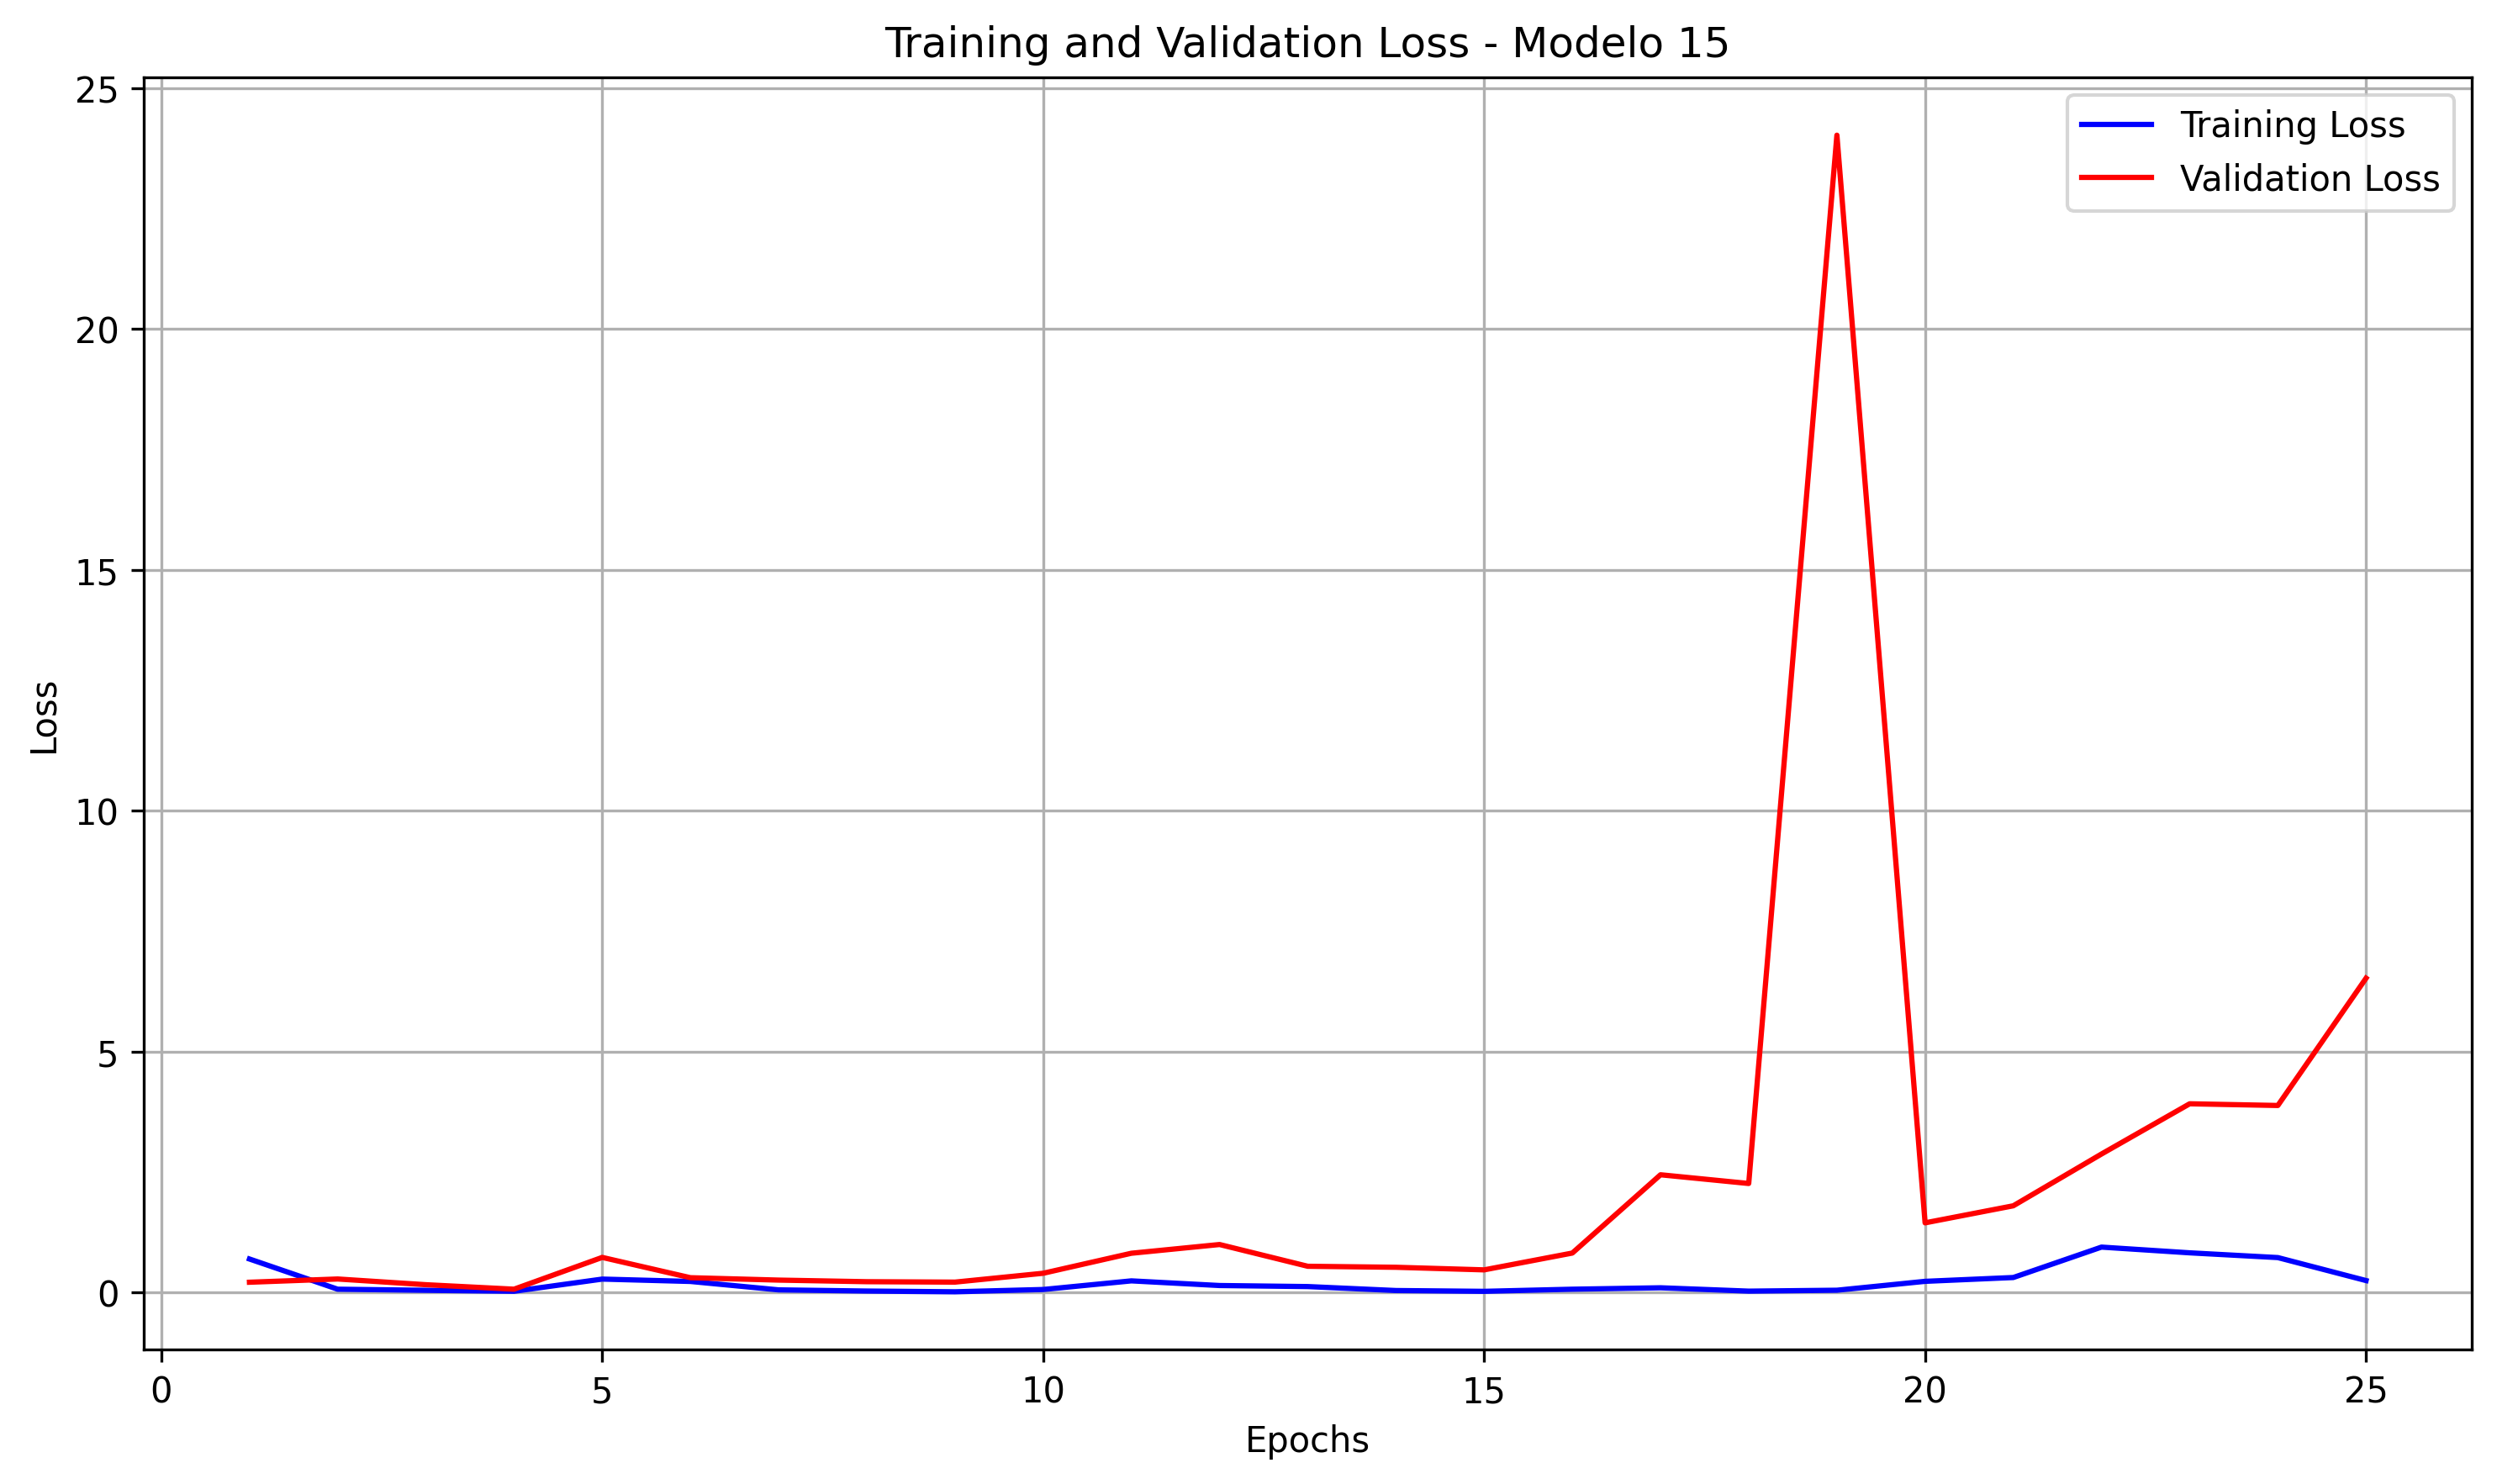 Training and Validation Loss - Modelo 15
Training Loss
Validation Loss
Loss
25
20
15
10
5
0
0 5 10 15 20 25
Epochs